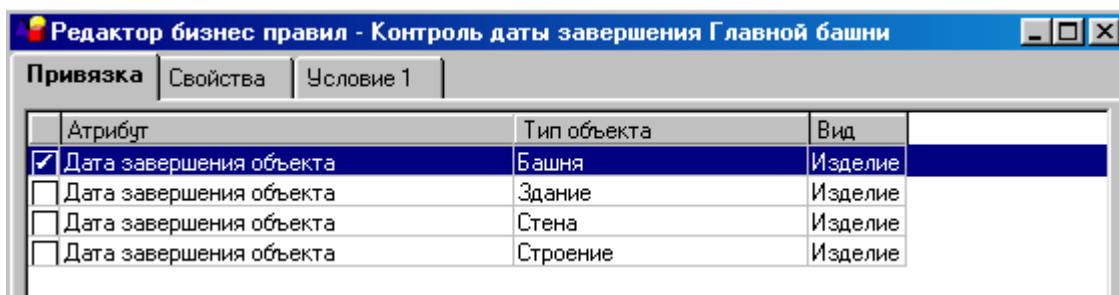 Редактор бизнес правил - Контроль даты завершения Главной башни
Привязка Свойства Условие 1
Атрибут Тип объекта Вид
Дата завершения объекта Башня Изделие
Дата завершения объекта Здание Изделие
Дата завершения объекта Стена Изделие
Дата завершения объекта Строение Изделие